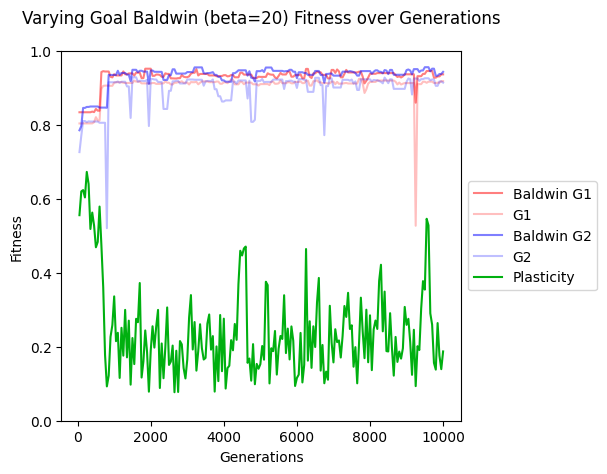 Varying Goal Baldwin (beta=20) Fitness over Generations
1.0
0.8
0.6
0.4
0.2
0.0
Fitness
0
2000
4000
6000
8000
10000
Generations
Baldwin G1
G1
Baldwin G2
G2
Plasticity